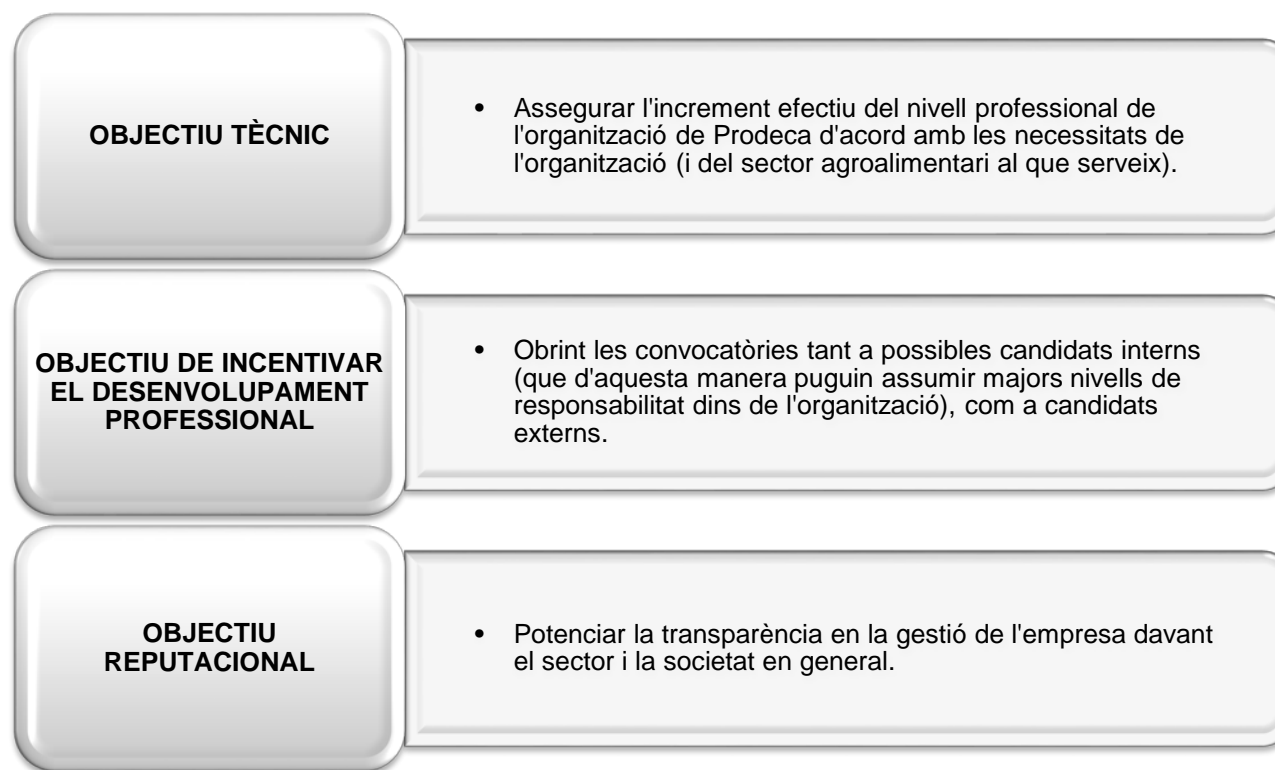 OBJECTIU TÈCNIC
• Assegurar l'increment efectiu del nivell professional de
l'organització de Prodeca d'acord amb les necessitats de
l'organització (i del sector agroalimentari al que serveix).
OBJECTIU DE INCENTIVAR
EL DESENVOLUPAMENT
PROFESSIONAL
• Obrint les convocatòries tant a possibles candidats interns
(que d'aquesta manera puguin assumir majors nivells de
responsabilitat dins de l'organització), com a candidats
externs.
OBJECTIU
REPUTACIONAL
• Potenciar la transparència en la gestió de l'empresa davant
el sector i la societat en general.